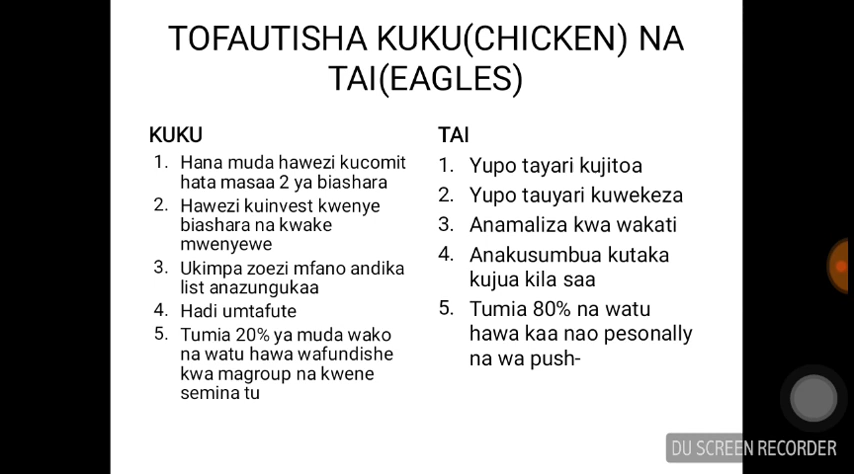 TOFAUTISHA KUKU(CHICKEN) NA
TAI(EAGLES)
KUKU
1. Hana muda hawezi kucomit
hata masaa 2 ya biashara
2. Hawezi kuinvest kwenye
biashara na kwake
mwenyewe
3. Ukimpa zoezi mfano andika
list anazungukaa
4. Hadi umtafute
5. Tumia 20% ya muda wako
na watu hawa wafundishe
kwa magroup na kwene
semina tu
TAI
1. Yupo tayari kujitoa
2. Yupo tauyari kuwekeza
3. Anamaliza kwa wakati
4. Anakusumbua kutaka
kujua kila saa
5. Tumia 80% na watu
hawa kaa nao pesonally
na wa push-
DU SCREEN RECORDER